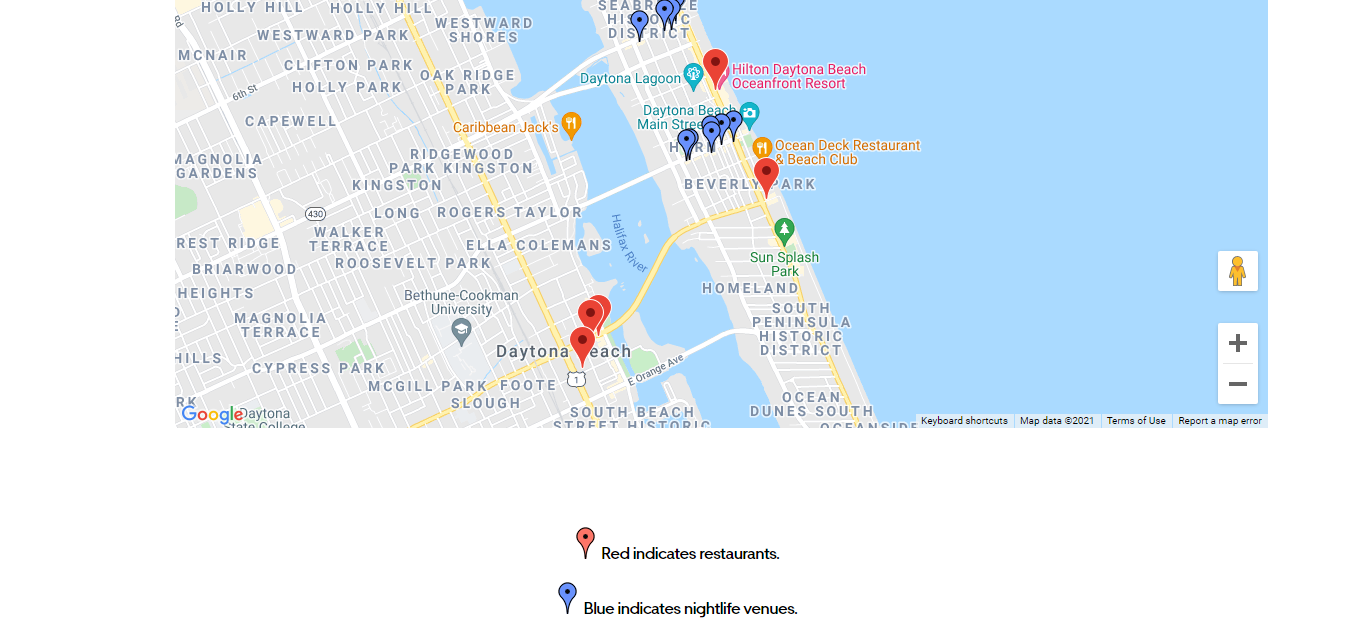 HOLLY HILL
HOLLY HILL
SEABREEZE
HISTORIC
DISTRICT
Rd
WESTWARD
SHORES
WESTWARD PARK
MCNAIR
CLIFTON PARK
OAK RIDGE
PARK
HOLLY PARK
6th St
Daytona Lagoon
Hilton Daytona Beach
Oceanfront Resort
CAPEWELL
Caribbean Jack's
Daytona Beach
Main Stree
MAGNOLIA
GARDENS
RIDGEWOOD
PARK KINGSTON
Ocean Deck Restaurant
& Beach Club
KINGSTON
BEVERLY PARK
430
LONG
ROGERS TAYLOR
WALKER
TERRACE
REST RIDGE
ELLA COLEMANS
Halifax River
ROOSEVELT PARK
BRIARWOOD
Sun Splash
Park
HEIGHTS
Bethune-Cookman
University
HOMELAND
MAGNOLIA
TERRACE
SOUTH
PENINSULA
HISTORIC
DISTRICT
Daytona Beach
HILLS
CYPRESS PARK
E Orange Ave
1
MCGILL PARK
FOOTE
SLOUGH
OCEAN
DUNES SOUTH
RK
Google
Daytona
State College
SOUTH BEACH
STREET HISTORIC
OCEANSIDE
Keyboard shortcuts
Map data ©2021
Terms of Use
Report a map error
Red indicates restaurants.
Blue indicates nightlife venues.